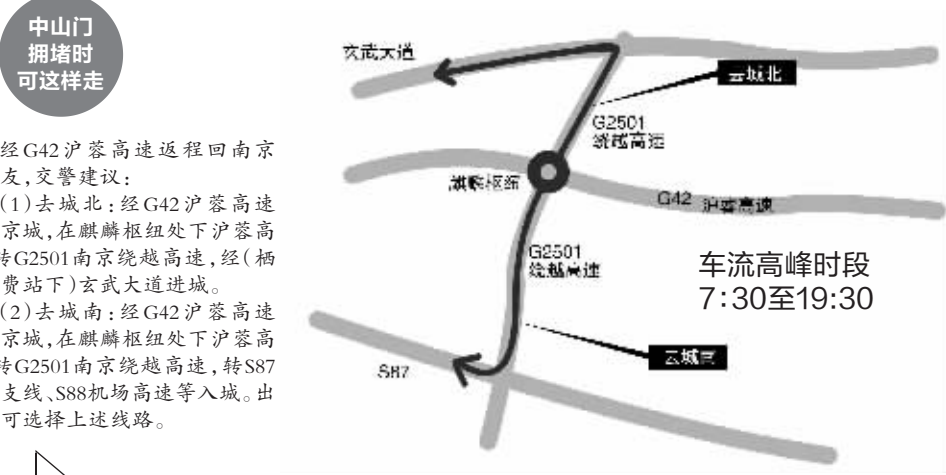 中山门
拥堵时
可这样走
经G42沪蓉高速返程回南京
友,交警建议:
(1)去城北:经G42沪蓉高速
京城,在麒麟枢纽处下沪蓉高
转G2501南京绕越高速,经(栖
费站下)玄武大道进城。
(2)去城南:经G42沪蓉高速
京城,在麒麟枢纽处下沪蓉高
转G2501南京绕越高速,转S87
支线、S88机场高速等入城。出
可选择上述线路。
玄武大道
去城北
G2501
绕越高速
麒麟枢纽
G42 沪蓉高速
G2501
绕越高速
车流高峰时段
7:30至19:30
去城南
S87